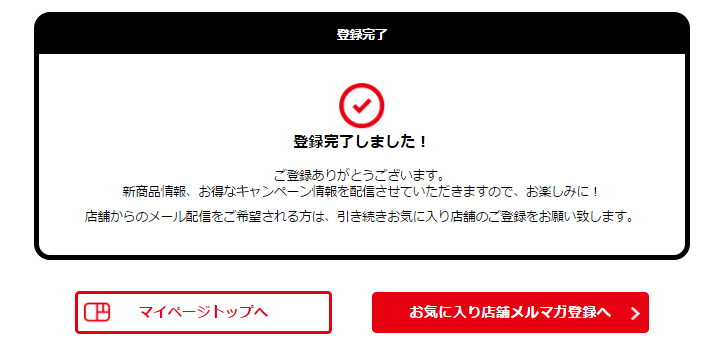 登録完了
登録完了しました！
ご登録ありがとうございます。
新商品情報、お得なキャンペーン情報を配信させていただきますので、お楽しみに！
店舗からのメール配信をご希望される方は、引き続きお気に入り店舗のご登録をお願い致します。
マイページトップへ
お気に入り店舗メルマガ登録へ